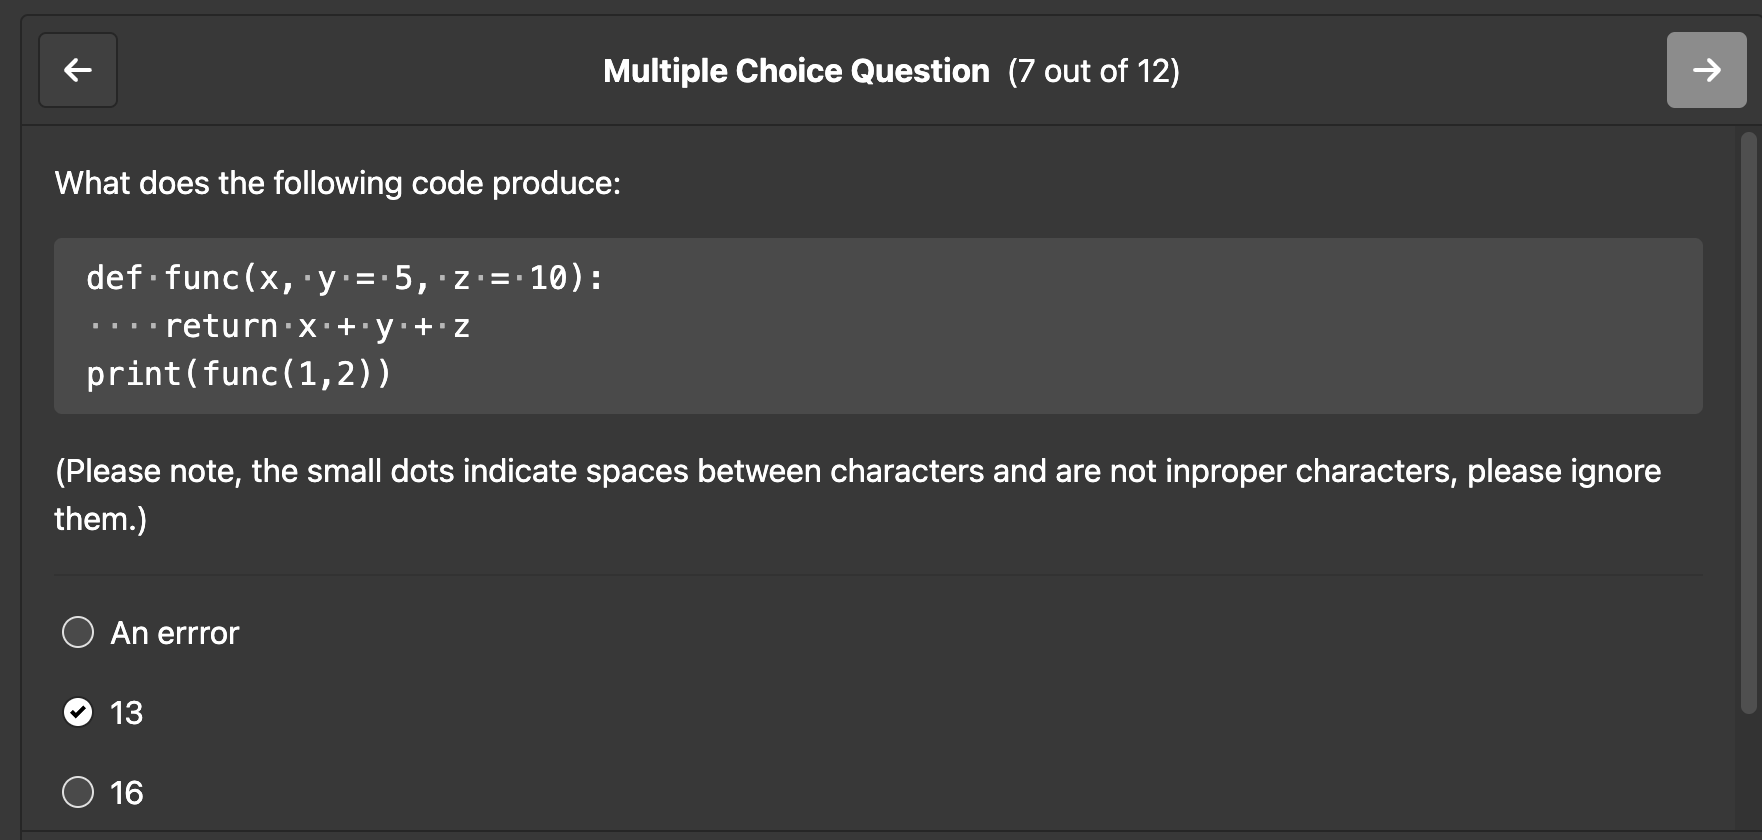 Multiple Choice Question (7 out of 12)
What does the following code produce:
def·func(x,·y·=·5,·z·=·10):
····return·x·+·y·+·z
print(func(1,2))
(Please note, the small dots indicate spaces between characters and are not inproper characters, please ignore
them.)
An errror
13
16